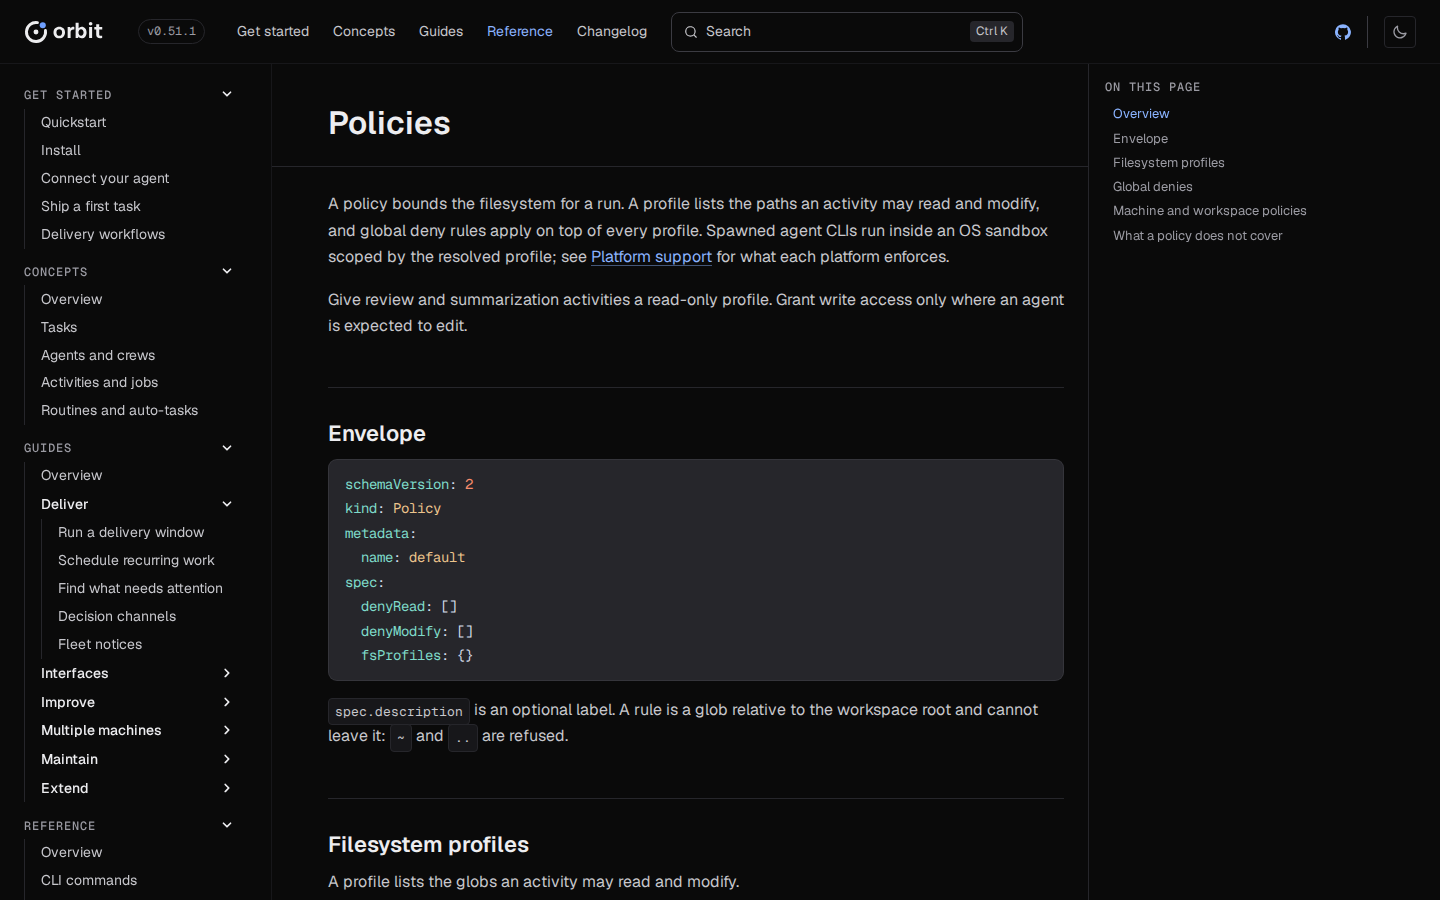 orbit
v0.51.1
Get started
Concepts
Guides
Reference
Changelog
Search
Ctrl K
GET STARTED
Quickstart
Install
Connect your agent
Ship a first task
Delivery workflows
CONCEPTS
Overview
Tasks
Agents and crews
Activities and jobs
Routines and auto-tasks
GUIDES
Overview
Deliver
Run a delivery window
Schedule recurring work
Find what needs attention
Decision channels
Fleet notices
Interfaces
Improve
Multiple machines
Maintain
Extend
REFERENCE
Overview
CLI commands
Policies
A policy bounds the filesystem for a run. A profile lists the paths an activity may read and modify,
and global deny rules apply on top of every profile. Spawned agent CLIs run inside an OS sandbox
scoped by the resolved profile; see Platform support for what each platform enforces.
Give review and summarization activities a read-only profile. Grant write access only where an agent
is expected to edit.
Envelope
schemaVersion: 2
kind: Policy
metadata:
  name: default
spec:
  denyRead: []
  denyModify: []
  fsProfiles: {}
spec.description is an optional label. A rule is a glob relative to the workspace root and cannot
leave it: ~ and .. are refused.
Filesystem profiles
A profile lists the globs an activity may read and modify.
ON THIS PAGE
Overview
Envelope
Filesystem profiles
Global denies
Machine and workspace policies
What a policy does not cover